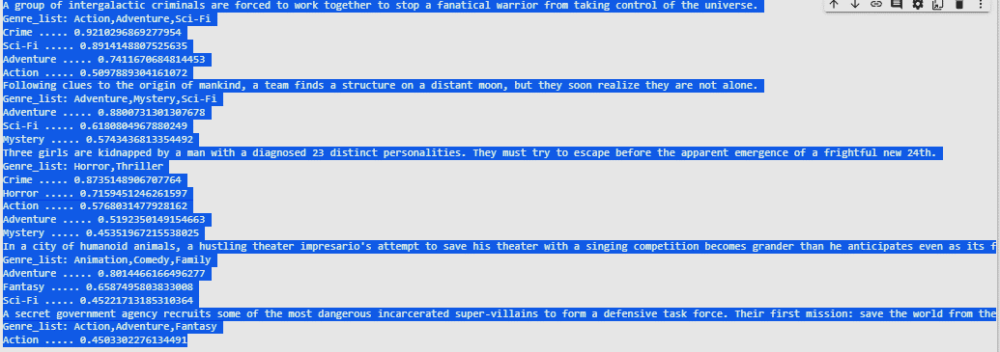 A group of intergalactic criminals are forced to work together to stop a fanatical warrior from taking control of the universe.
Genre_list: Action,Adventure,Sci-Fi
Crime ..... 0.9210296869277954
Sci-Fi ..... 0.8914148807525635
Adventure ..... 0.7411670684814453
Action ..... 0.5097889304161072
Following clues to the origin of mankind, a team finds a structure on a distant moon, but they soon realize they are not alone.
Genre_list: Adventure,Mystery,Sci-Fi
Adventure ..... 0.8800731301307678
Sci-Fi ..... 0.6180804967880249
Mystery ..... 0.5743436813354492
Three girls are kidnapped by a man with a diagnosed 23 distinct personalities. They must try to escape before the apparent emergence of a frightful new 24th.
Genre_list: Horror,Thriller
Crime ..... 0.8735148906707764
Horror ..... 0.7159451246261597
Action ..... 0.5768031477928162
Adventure ..... 0.5192350149154663
Mystery ..... 0.45351967215538025
In a city of humanoid animals, a hustling theater impresario's attempt to save his theater with a singing competition becomes grander than he anticipates even as its f
Genre_list: Animation,Comedy,Family
Adventure ..... 0.8014466166496277
Fantasy ..... 0.6587495803833008
Sci-Fi ..... 0.45221713185310364
A secret government agency recruits some of the most dangerous incarcerated super-villains to form a defensive task force. Their first mission: save the world from the
Genre_list: Action,Adventure,Fantasy
Action ..... 0.4503302276134491